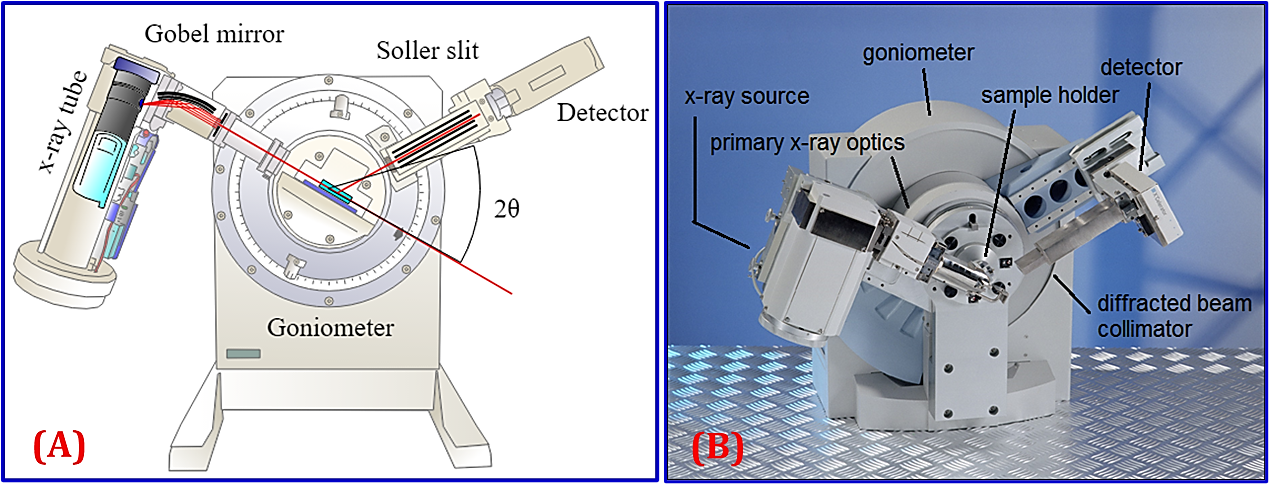 Gobel mirror
Soller slit
x-ray tube
Detector
2θ
Goniometer
(A)
goniometer
detector
x-ray source
sample holder
primary x-ray optics
diffracted beam
collimator
(B)